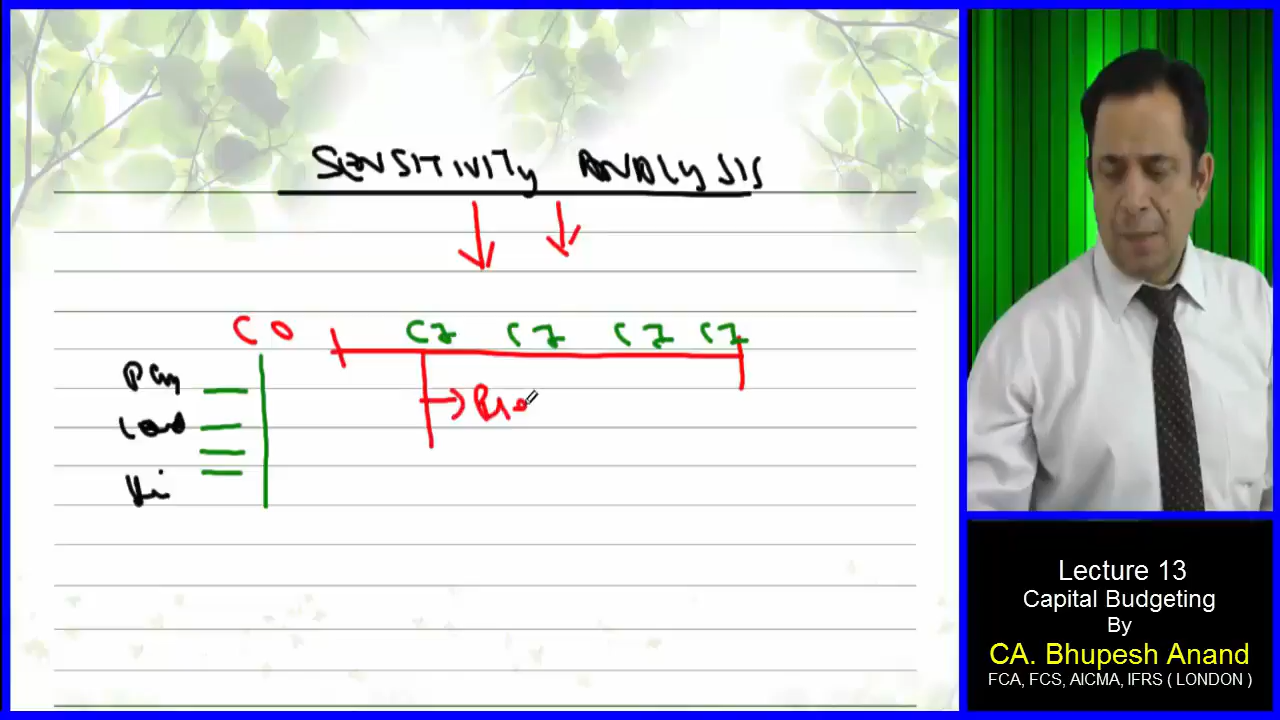 SENSITIVITY ANALYSIS
CO CI CI CI CI
Lecture 13
Capital Budgeting
By
CA. Bhupesh Anand
FCA, FCS, AICMA, IFRS ( LONDON )